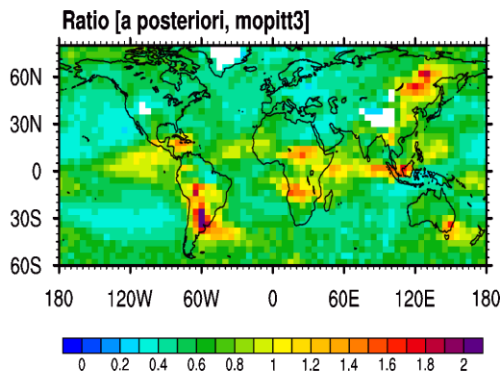 Ratio [a posteriori, mopitt3]
60N
30N
0
30S
60S
180 120W 60W 0 60E 120E 180
0 0.2 0.4 0.6 0.8 1 1.2 1.4 1.6 1.8 2